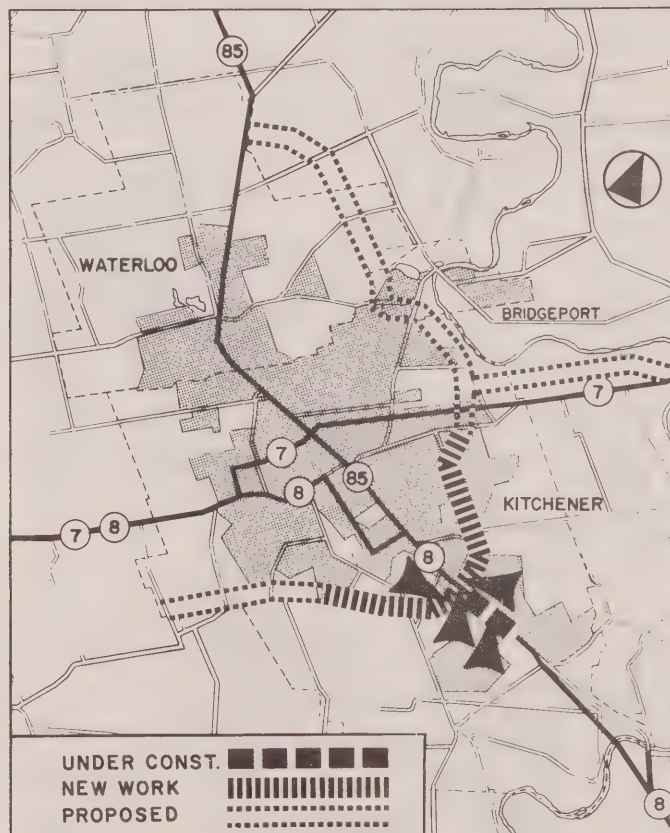 85
WATERLOO
BRIDGEPORT
7
7
85
8
KITCHENER
7 8
8
8
UNDER CONST.
NEW WORK
PROPOSED